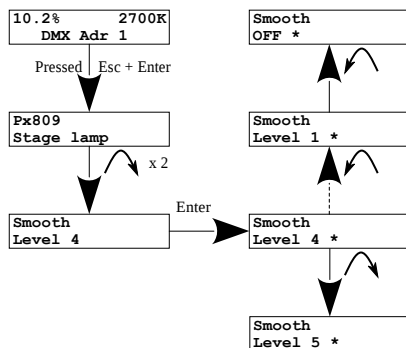 10.2% 2700K
DMX Adr 1
Pressed Esc + Enter
Px809
Stage lamp
x 2
Smooth
Level 4
Enter
Smooth
OFF *
Smooth
Level 1 *
Smooth
Level 4 *
Smooth
Level 5 *